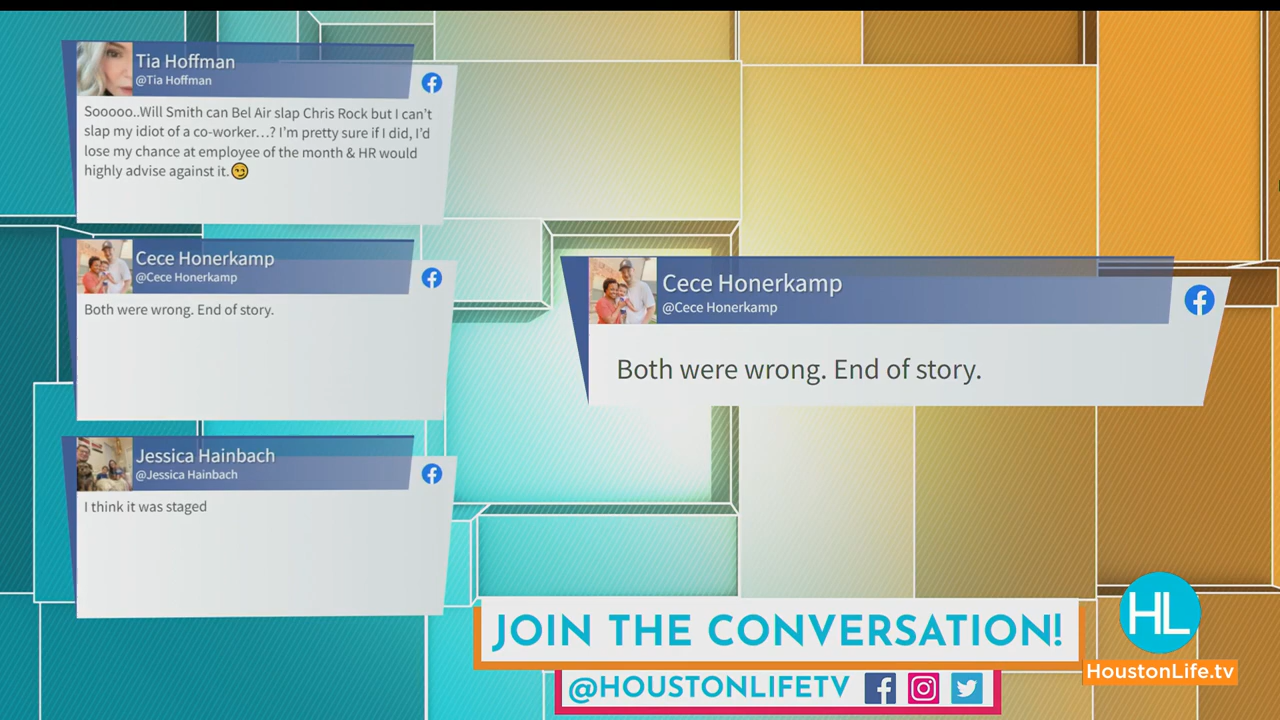 Tia Hoffman
@Tia Hoffman
Sooooo..Will Smith can Bel Air slap Chris Rock but I can't
slap my idiot of a co-worker...? I'm pretty sure if I did, I'd
lose my chance at employee of the month & HR would
highly advise against it.😏
Cece Honerkamp
@Cece Honerkamp
Both were wrong. End of story.
Jessica Hainbach
@Jessica Hainbach
I think it was staged
Cece Honerkamp
@Cece Honerkamp
Both were wrong. End of story.
JOIN THE CONVERSATION!
@HOUSTONLIFETV
HL
HoustonLife.tv